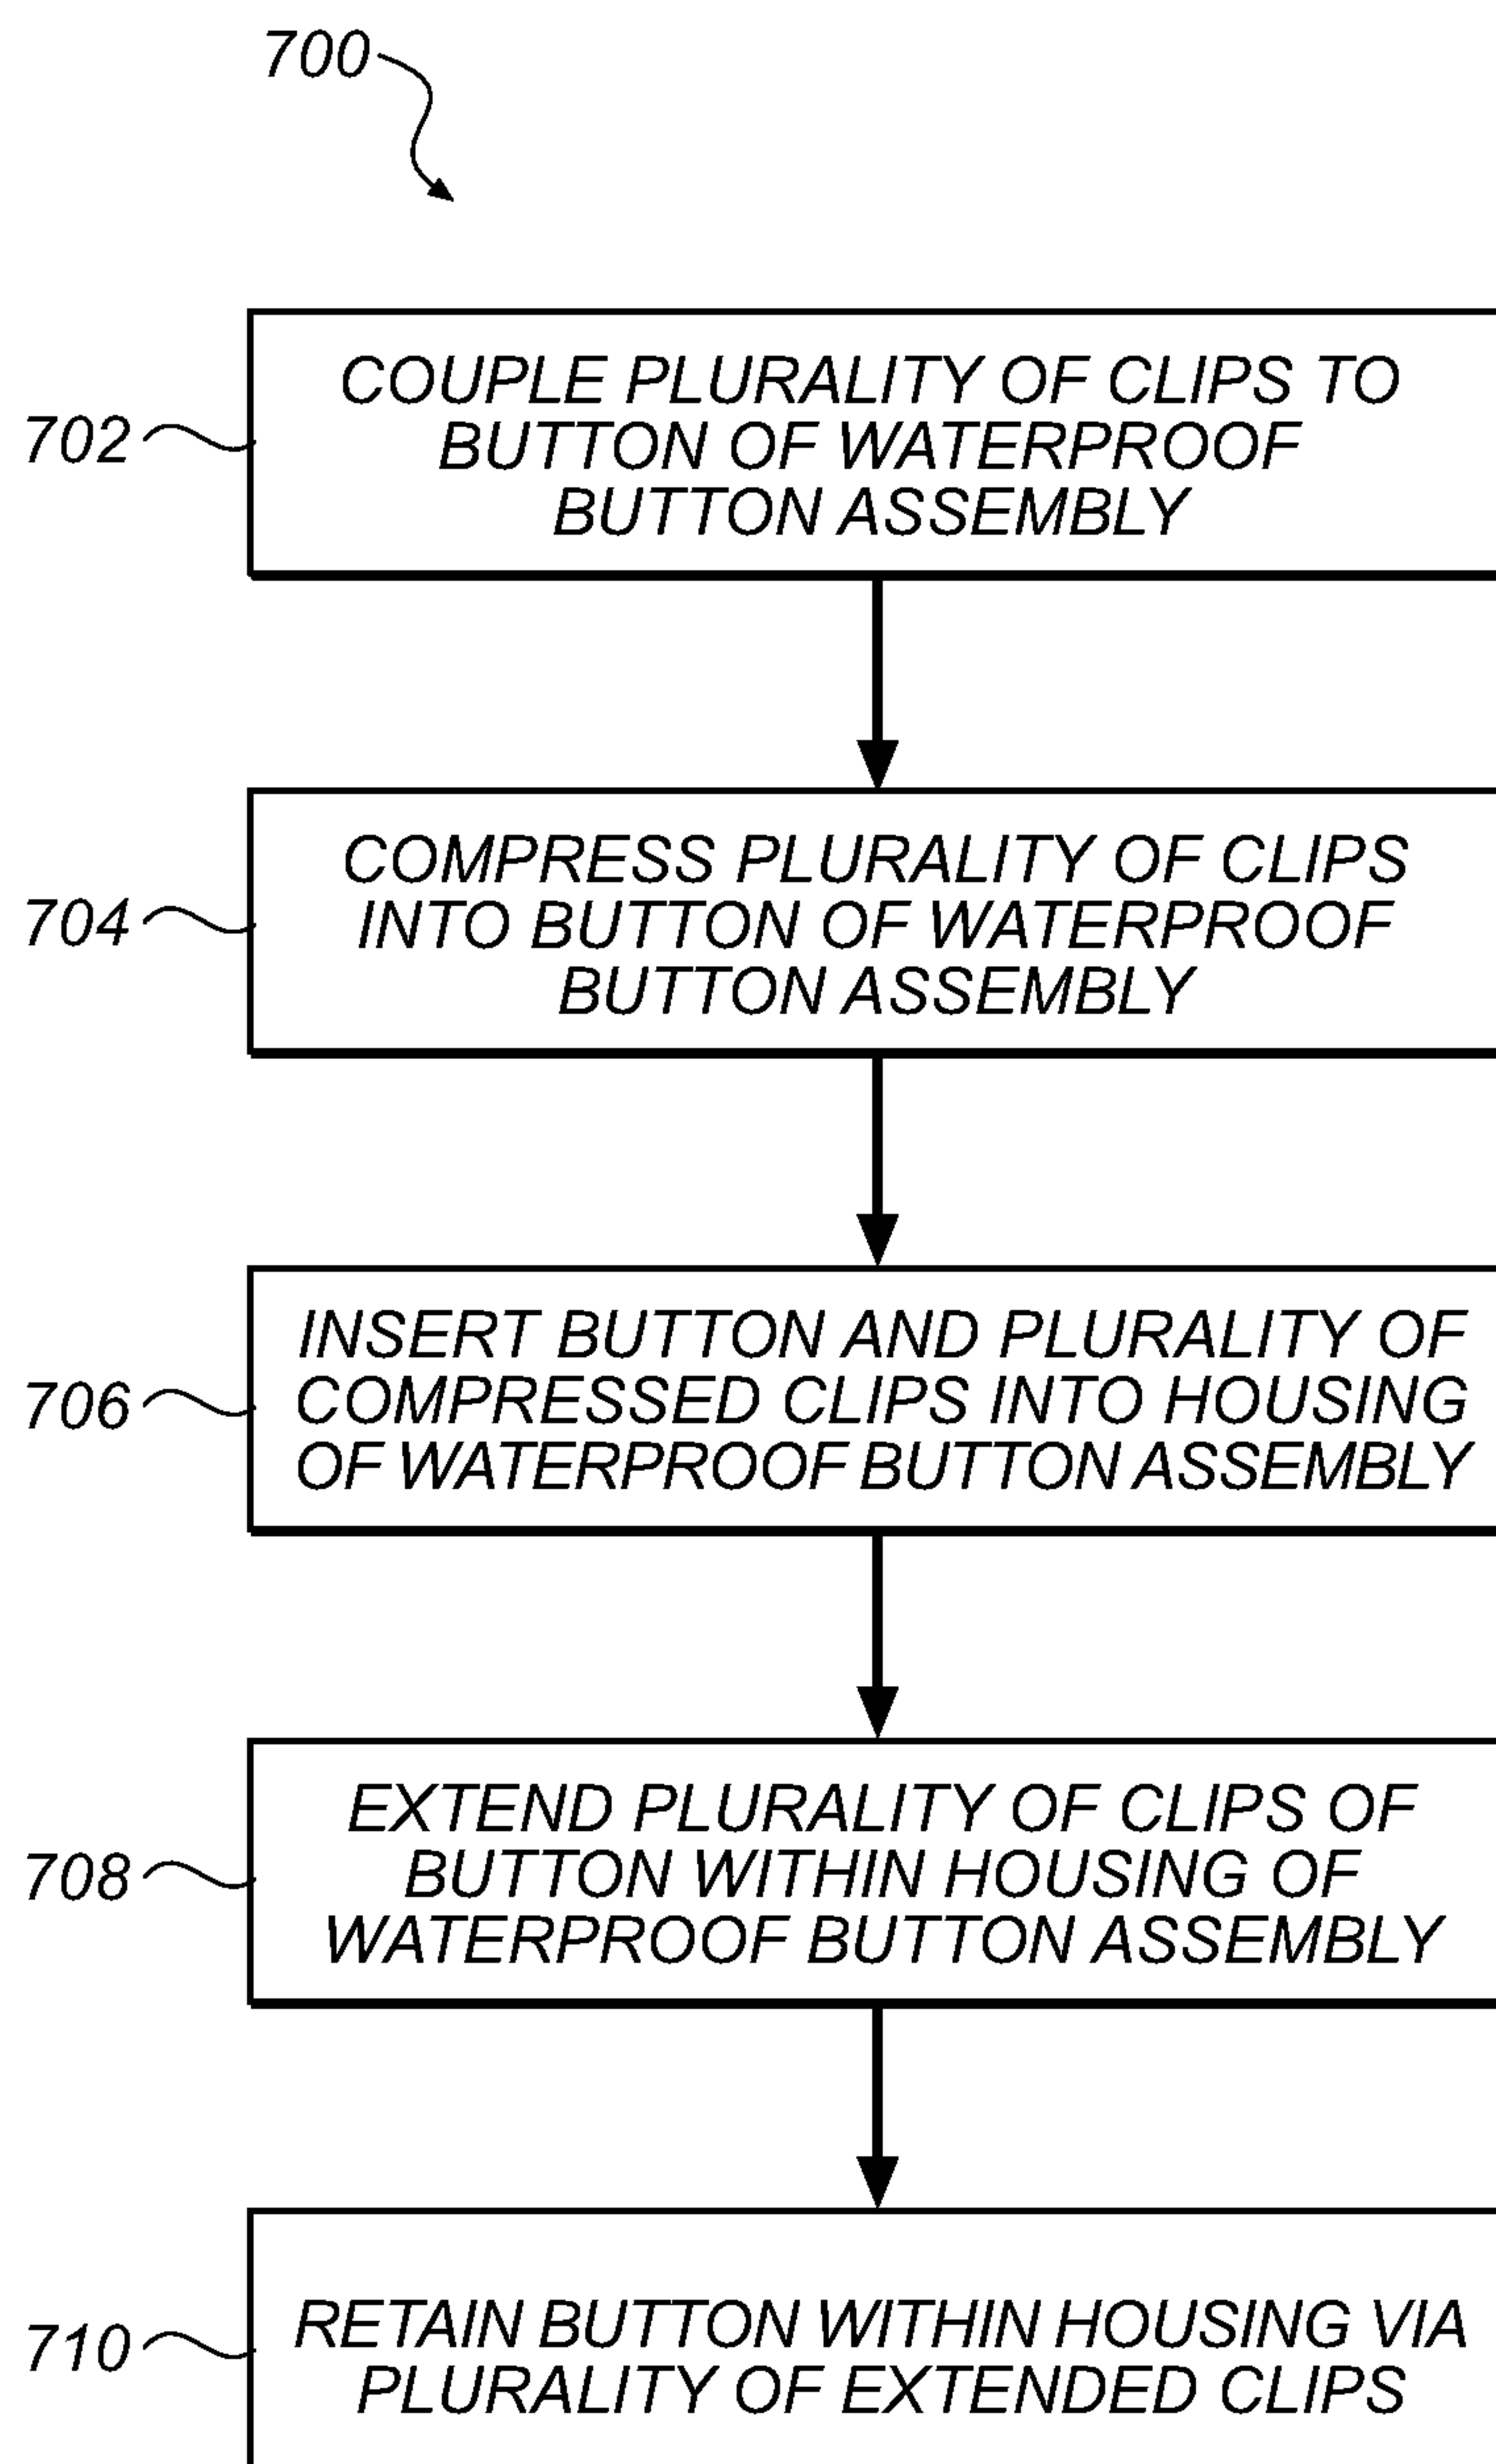 700
702
COUPLE PLURALITY OF CLIPS TO
BUTTON OF WATERPROOF
BUTTON ASSEMBLY
704
COMPRESS PLURALITY OF CLIPS
INTO BUTTON OF WATERPROOF
BUTTON ASSEMBLY
706
INSERT BUTTON AND PLURALITY OF
COMPRESSED CLIPS INTO HOUSING
OF WATERPROOF BUTTON ASSEMBLY
708
EXTEND PLURALITY OF CLIPS OF
BUTTON WITHIN HOUSING OF
WATERPROOF BUTTON ASSEMBLY
710
RETAIN BUTTON WITHIN HOUSING VIA
PLURALITY OF EXTENDED CLIPS